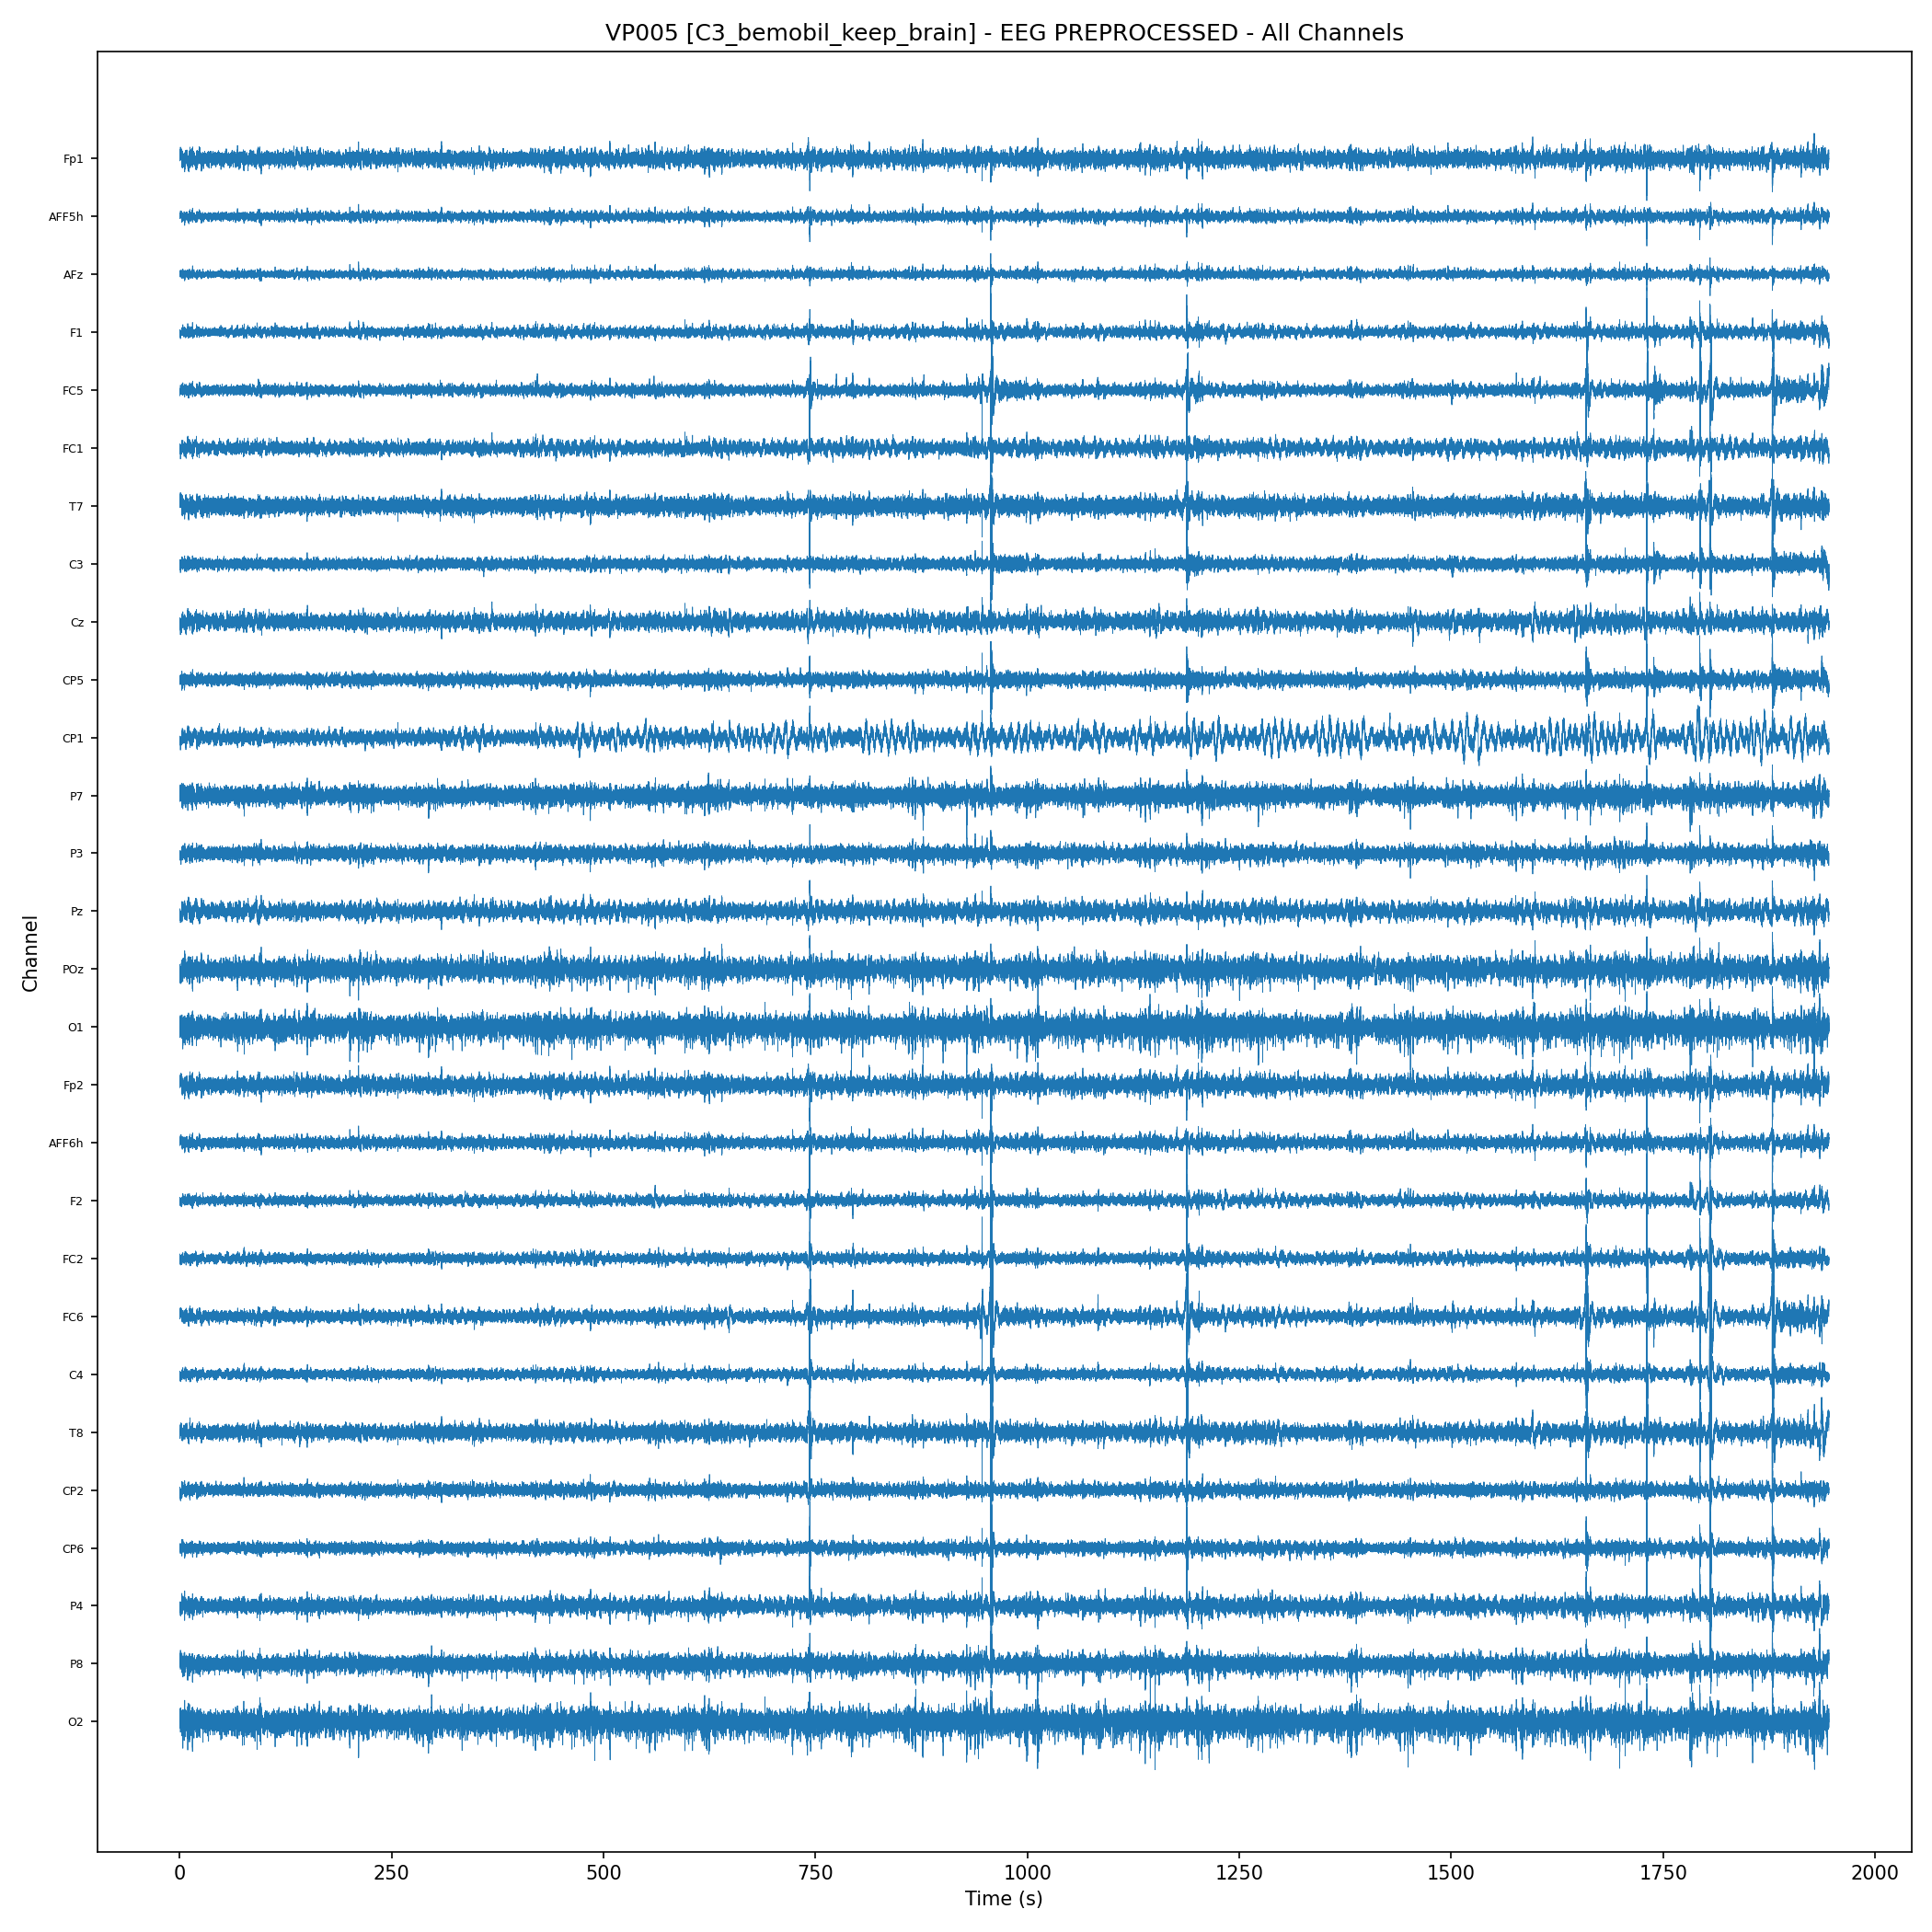 VP005 [C3_bemobil_keep_brain] - EEG PREPROCESSED - All Channels
Channel
Fp1
AFF5h
AFz
F1
FC5
FC1
T7
C3
Cz
CP5
CP1
P7
P3
Pz
POz
O1
Fp2
AFF6h
F2
FC2
FC6
C4
T8
CP2
CP6
P4
P8
O2
0 250 500 750 1000 1250 1500 1750 2000
Time (s)